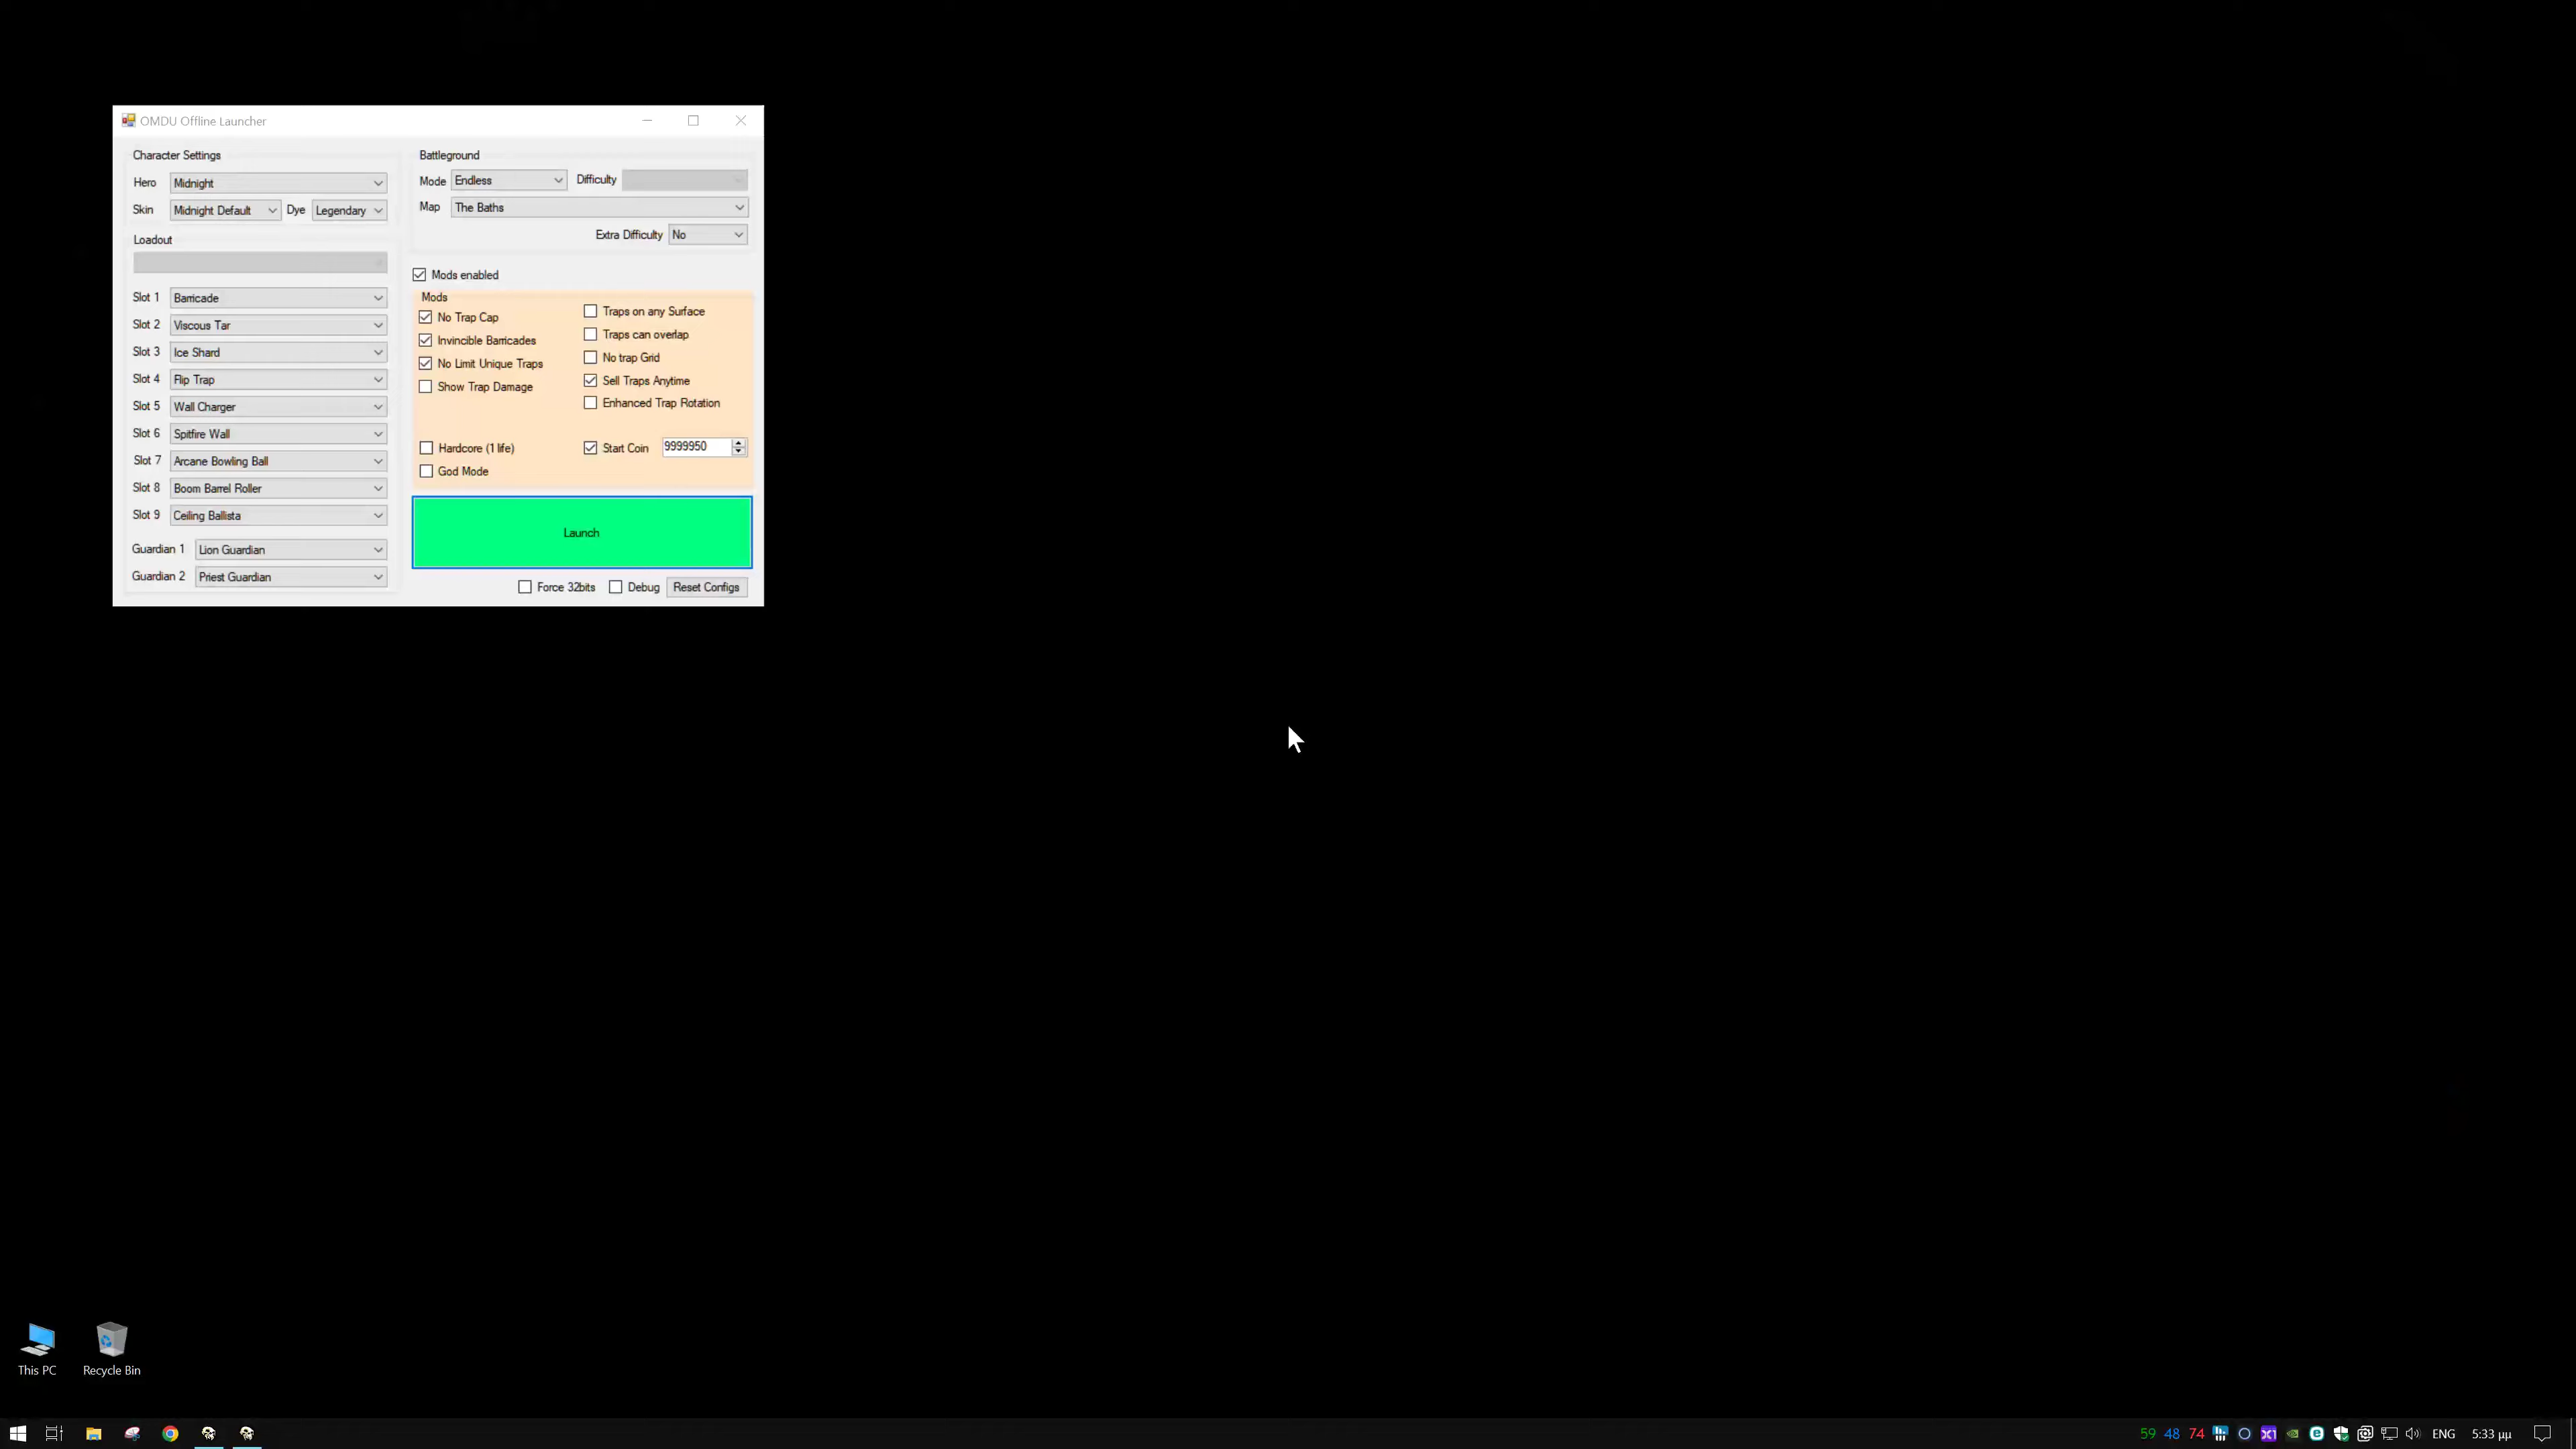 OMDU Offline Launcher
Character Settings
Hero Midnight
Skin Midnight Default Dye Legendary
Loadout
Slot 1 Barricade
Slot 2 Viscous Tar
Slot 3 Ice Shard
Slot 4 Flip Trap
Slot 5 Wall Charger
Slot 6 Spitfire Wall
Slot 7 Arcane Bowling Ball
Slot 8 Boom Barrel Roller
Slot 9 Ceiling Ballista
Guardian 1 Lion Guardian
Guardian 2 Priest Guardian
Battleground
Mode Endless Difficulty
Map The Baths
Extra Difficulty No
Mods enabled
Mods
No Trap Cap
Invincible Barricades
No Limit Unique Traps
Show Trap Damage
Traps on any Surface
Traps can overlap
No trap Grid
Sell Traps Anytime
Enhanced Trap Rotation
Hardcore (1 life) Start Coin 9999950
God Mode
Launch
Force 32bits Debug Reset Configs
This PC Recycle Bin
59 48 74 ENG 5:33 μμ